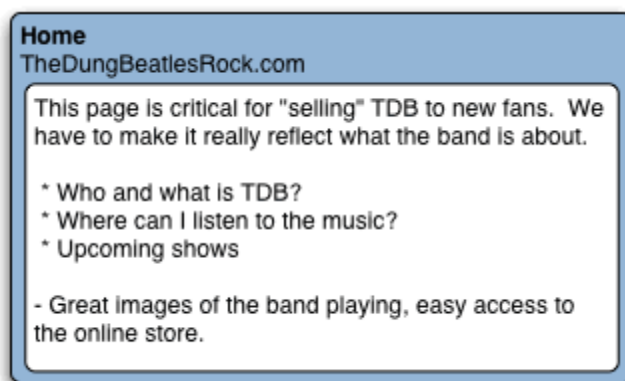 Home
TheDungBeatlesRock.com
This page is critical for "selling" TDB to new fans.  We
have to make it really reflect what the band is about.
* Who and what is TDB?
* Where can I listen to the music?
* Upcoming shows
- Great images of the band playing, easy access to
the online store.